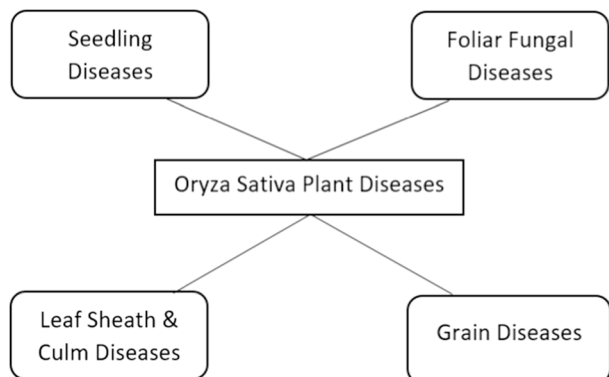 Seedling
Diseases
Foliar Fungal
Diseases
Oryza Sativa Plant Diseases
Leaf Sheath &
Culm Diseases
Grain Diseases